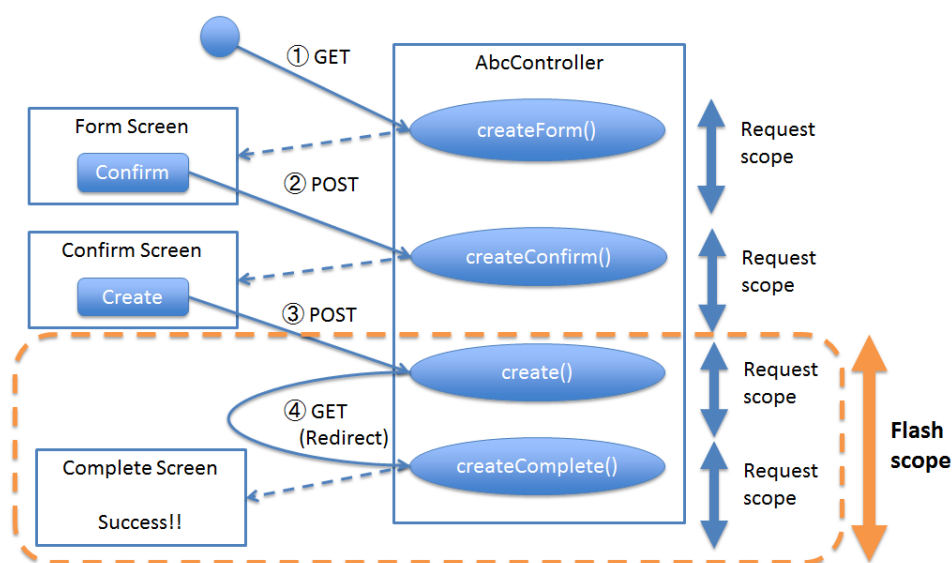 ① GET
AbcController
createForm()
Request
scope
Form Screen
Confirm
② POST
createConfirm()
Request
scope
Confirm Screen
Create
③ POST
create()
Request
scope
④ GET
(Redirect)
createComplete()
Request
scope
Flash
scope
Complete Screen
Success!!